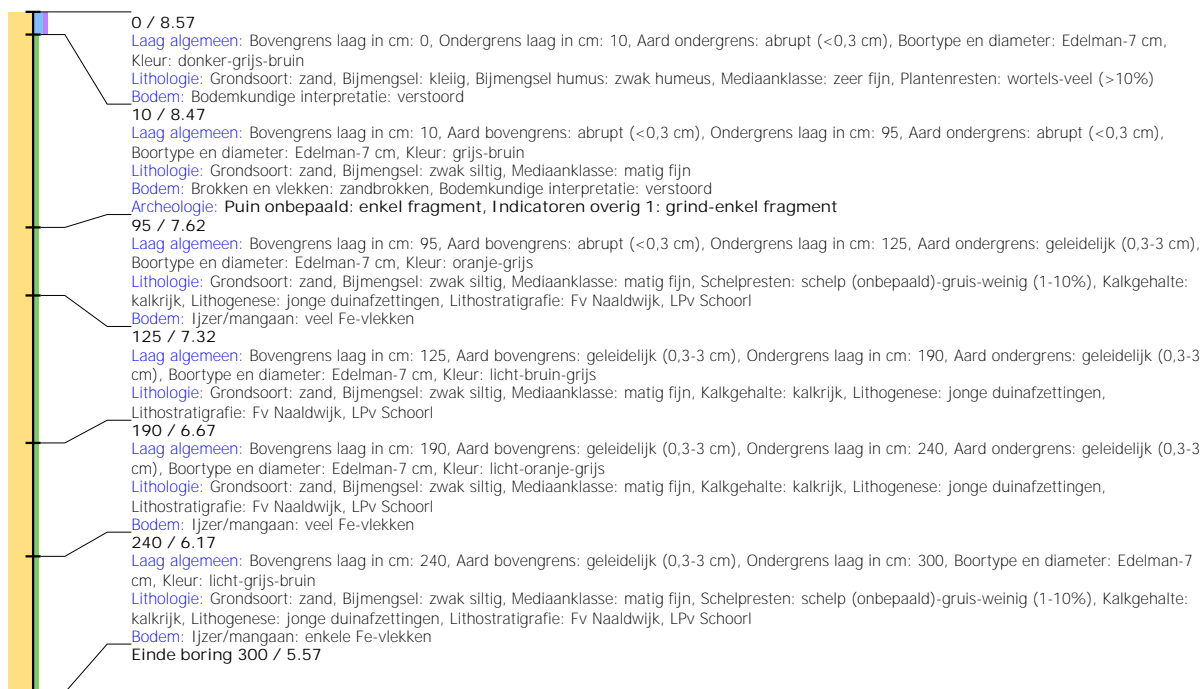 0 / 8.57
Laag algemeen: Bovengrens laag in cm: 0, Ondergrens laag in cm: 10, Aard ondergrens: abrupt (<0,3 cm), Boortype en diameter: Edelman-7 cm,
Kleur: donker-grijs-bruin
Lithologie: Grondsoort: zand, Bijmengsel: kleiig, Bijmengsel humus: zwak humeus, Mediaanklasse: zeer fijn, Plantenresten: wortels-veel (>10%)
Bodem: Bodemkundige interpretatie: verstoord
10 / 8.47
Laag algemeen: Bovengrens laag in cm: 10, Aard bovengrens: abrupt (<0,3 cm), Ondergrens laag in cm: 95, Aard ondergrens: abrupt (<0,3 cm),
Boortype en diameter: Edelman-7 cm, Kleur: grijs-bruin
Lithologie: Grondsoort: zand, Bijmengsel: zwak siltig, Mediaanklasse: matig fijn
Bodem: Brokken en vlekken: zandbrokken, Bodemkundige interpretatie: verstoord
Archeologie: Puin onbepaald: enkel fragment, Indicatoren overig 1: grind-enkel fragment
95 / 7.62
Laag algemeen: Bovengrens laag in cm: 95, Aard bovengrens: abrupt (<0,3 cm), Ondergrens laag in cm: 125, Aard ondergrens: geleidelijk (0,3-3 cm),
Boortype en diameter: Edelman-7 cm, Kleur: oranje-grijs
Lithologie: Grondsoort: zand, Bijmengsel: zwak siltig, Mediaanklasse: matig fijn, Schelpresten: schelp (onbepaald)-gruis-weinig (1-10%), Kalkgehalte:
kalkrijk, Lithogenese: jonge duinafzettingen, Lithostratigrafie: Fv Naaldwijk, LPv Schoorl
Bodem: Ijzer/mangaan: veel Fe-vlekken
125 / 7.32
Laag algemeen: Bovengrens laag in cm: 125, Aard bovengrens: geleidelijk (0,3-3 cm), Ondergrens laag in cm: 190, Aard ondergrens: geleidelijk (0,3-3
cm), Boortype en diameter: Edelman-7 cm, Kleur: licht-bruin-grijs
Lithologie: Grondsoort: zand, Bijmengsel: zwak siltig, Mediaanklasse: matig fijn, Kalkgehalte: kalkrijk, Lithogenese: jonge duinafzettingen,
Lithostratigrafie: Fv Naaldwijk, LPv Schoorl
190 / 6.67
Laag algemeen: Bovengrens laag in cm: 190, Aard bovengrens: geleidelijk (0,3-3 cm), Ondergrens laag in cm: 240, Aard ondergrens: geleidelijk (0,3-3
cm), Boortype en diameter: Edelman-7 cm, Kleur: licht-oranje-grijs
Lithologie: Grondsoort: zand, Bijmengsel: zwak siltig, Mediaanklasse: matig fijn, Kalkgehalte: kalkrijk, Lithogenese: jonge duinafzettingen,
Lithostratigrafie: Fv Naaldwijk, LPv Schoorl
Bodem: Ijzer/mangaan: veel Fe-vlekken
240 / 6.17
Laag algemeen: Bovengrens laag in cm: 240, Aard bovengrens: geleidelijk (0,3-3 cm), Ondergrens laag in cm: 300, Boortype en diameter: Edelman-7
cm, Kleur: licht-grijs-bruin
Lithologie: Grondsoort: zand, Bijmengsel: zwak siltig, Mediaanklasse: matig fijn, Schelpresten: schelp (onbepaald)-gruis-weinig (1-10%), Kalkgehalte:
kalkrijk, Lithogenese: jonge duinafzettingen, Lithostratigrafie: Fv Naaldwijk, LPv Schoorl
Bodem: Ijzer/mangaan: enkele Fe-vlekken
Einde boring 300 / 5.57